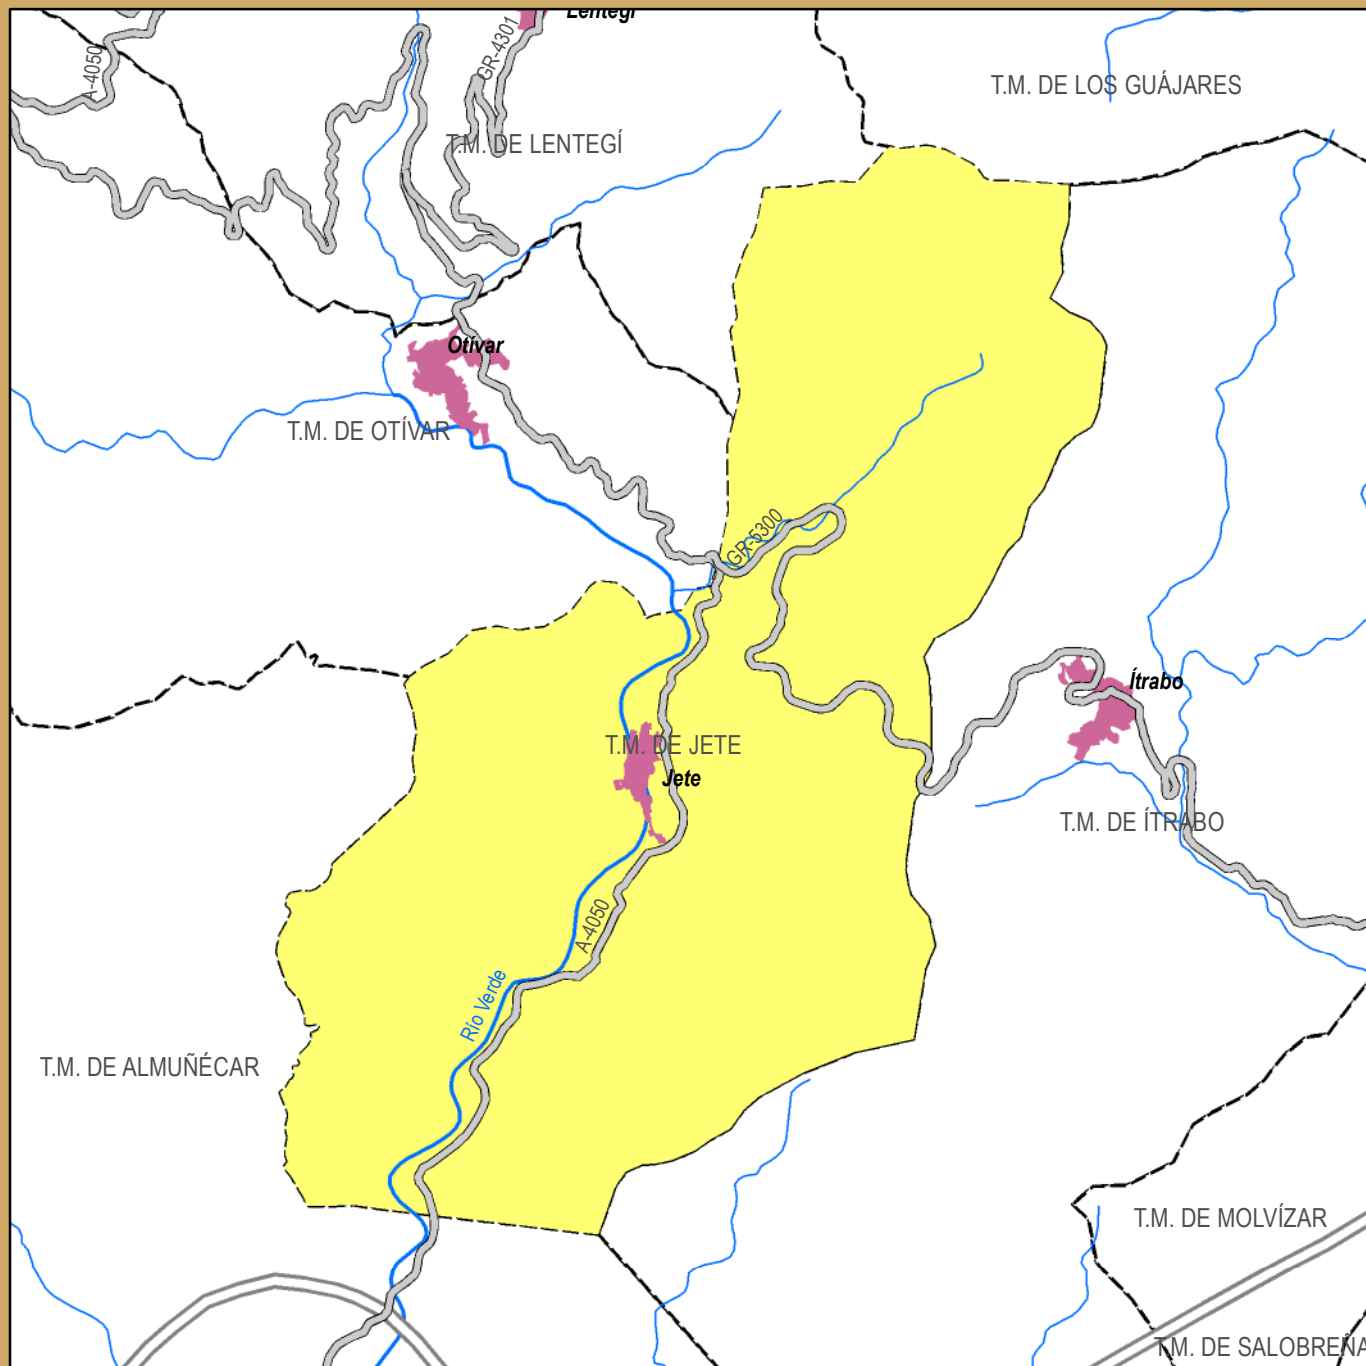 Lentegí
A-4050
GR-4301
T.M. DE LOS GUÁJARES
T.M. DE LENTEGÍ
Otívar
T.M. DE OTÍVAR
GR-5300
Ítrabo
T.M. DE JETE
Jete
T.M. DE ÍTRABO
A-4050
Río Verde
T.M. DE ALMUÑÉCAR
T.M. DE MOLVÍZAR
T.M. DE SALOBREÑA